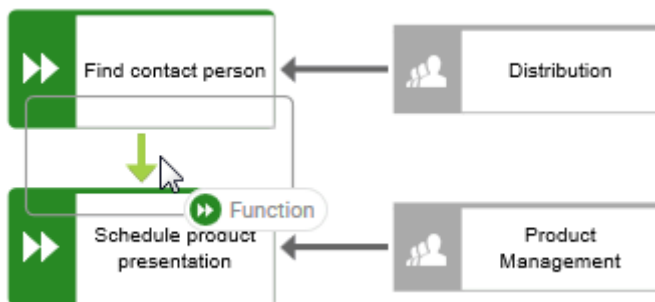 Find contact person
Distribution
Function
Schedule product
presentation
Product
Management